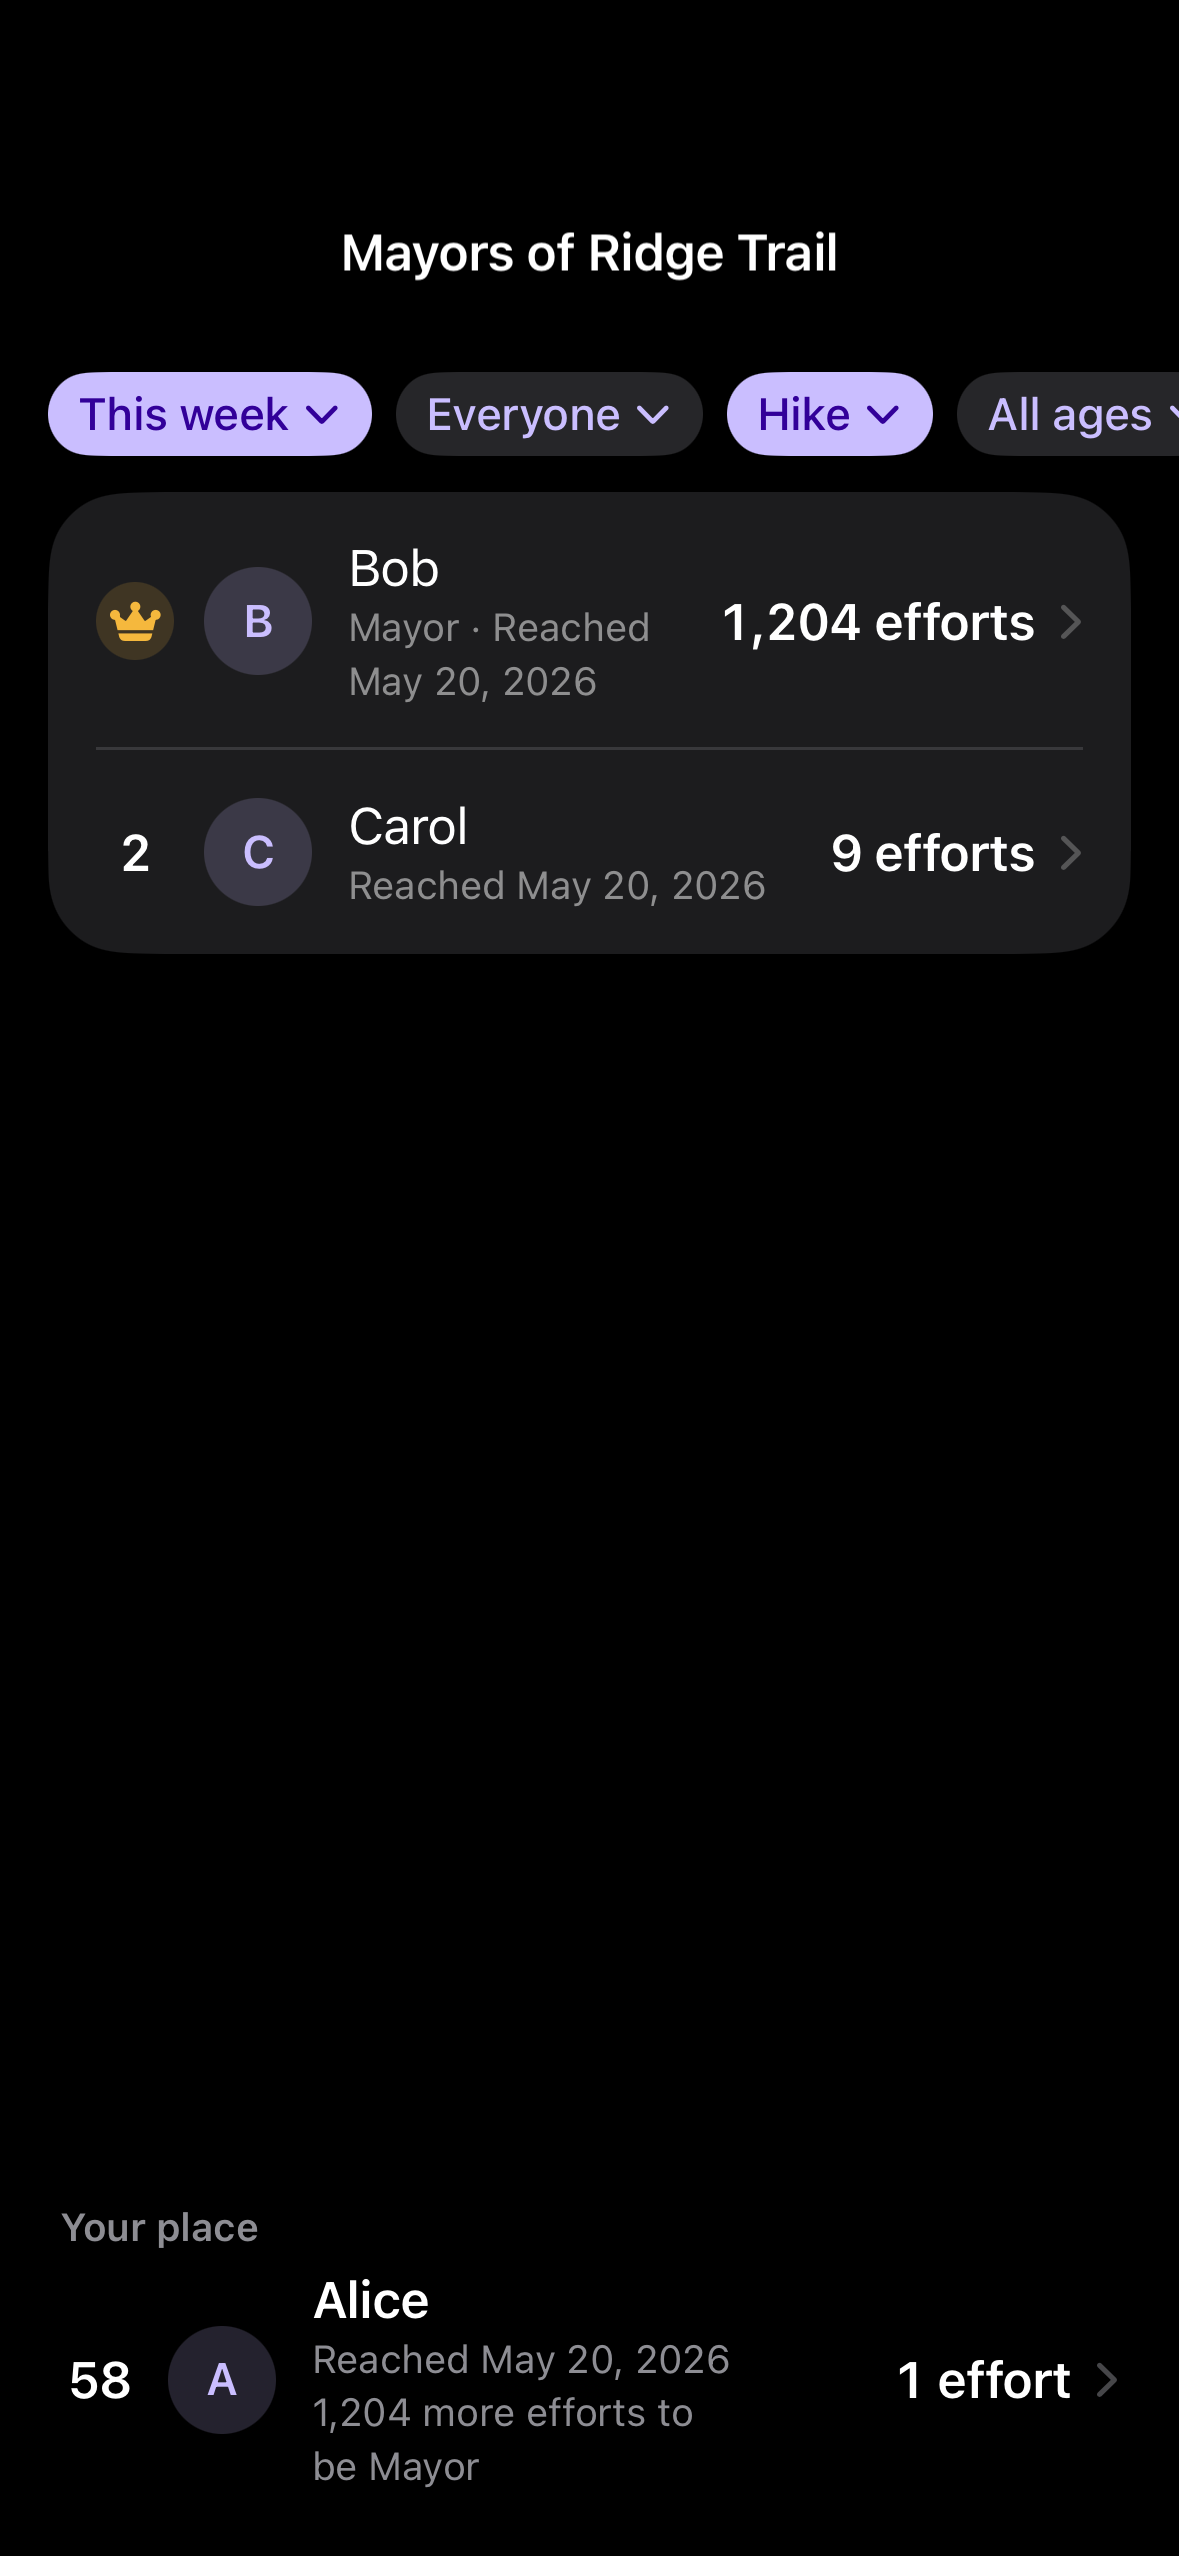 Mayors of Ridge Trail
This week Everyone Hike All ages
Bob
B Mayor · Reached 1,204 efforts
May 20, 2026
Carol
2 C 9 efforts
Reached May 20, 2026
Your place
Alice
Reached May 20, 2026
58 A 1 effort
1,204 more efforts to
be Mayor